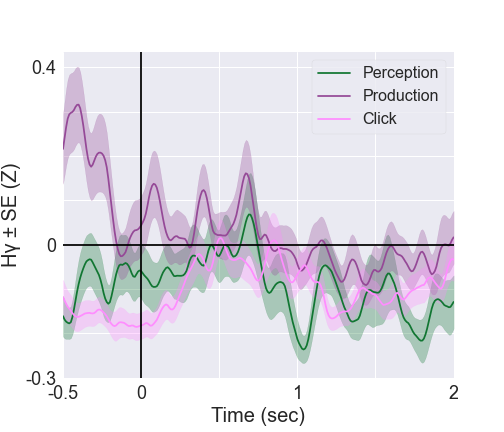 Hγ ± SE (Z)
0.4
0
-0.3
Perception
Production
Click
-0.5
0
1
2
Time (sec)